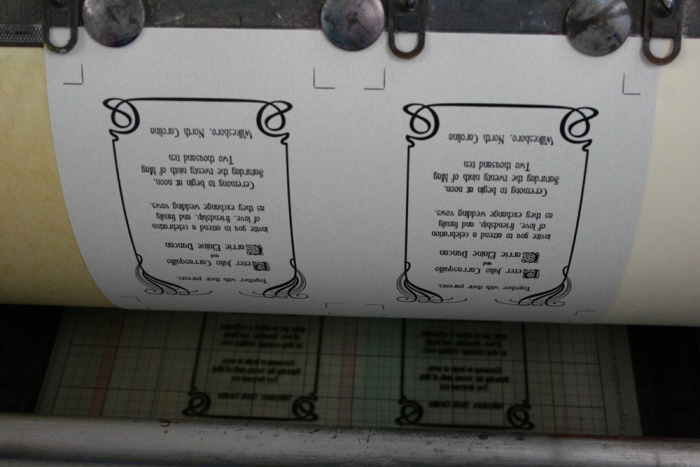 Together with their parents,
Peter Julio Carrasquillo
and
Carrie Elaine Duncan
invite you to attend a celebration
of love, friendship, and family
as they exchange wedding vows.
Ceremony to begin at noon,
Saturday the twenty ninth of May
Two thousand ten
Wilkesboro, North Carolina
Together with their parents,
Peter Julio Carrasquillo
and
Carrie Elaine Duncan
invite you to attend a celebration
of love, friendship, and family
as they exchange wedding vows.
Ceremony to begin at noon,
Saturday the twenty ninth of May
Two thousand ten
Wilkesboro, North Carolina